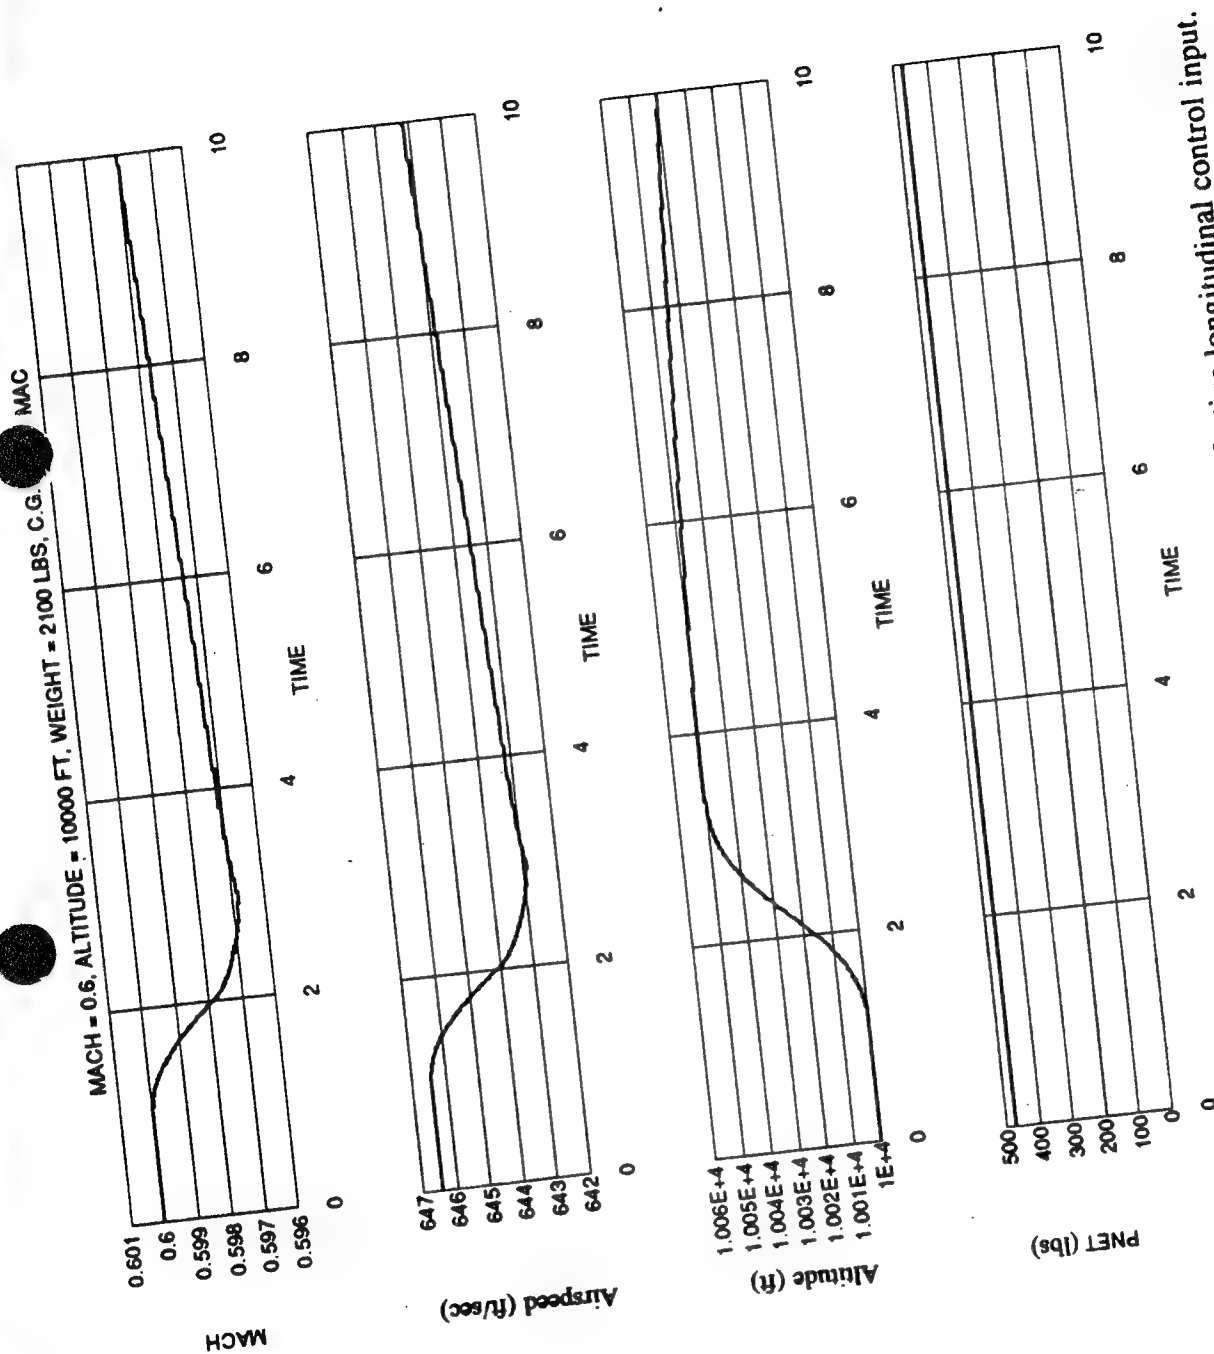 MACH = 0.6, ALTITUDE = 10000 FT, WEIGHT = 2100 LBS, C.G. MAC
MACH
0.601
0.6
0.599
0.598
0.597
0.596
0
2
4
6
8
10
TIME
Airspeed (ft/sec)
647
646
645
644
643
642
0
2
4
6
8
10
TIME
Altitude (ft)
1.006E+4
1.005E+4
1.004E+4
1.003E+4
1.002E+4
1.001E+4
1E+4
0
2
4
6
8
10
TIME
PNET (lbs)
500
400
300
200
100
0
0
2
4
6
8
10
TIME
longitudinal control input.